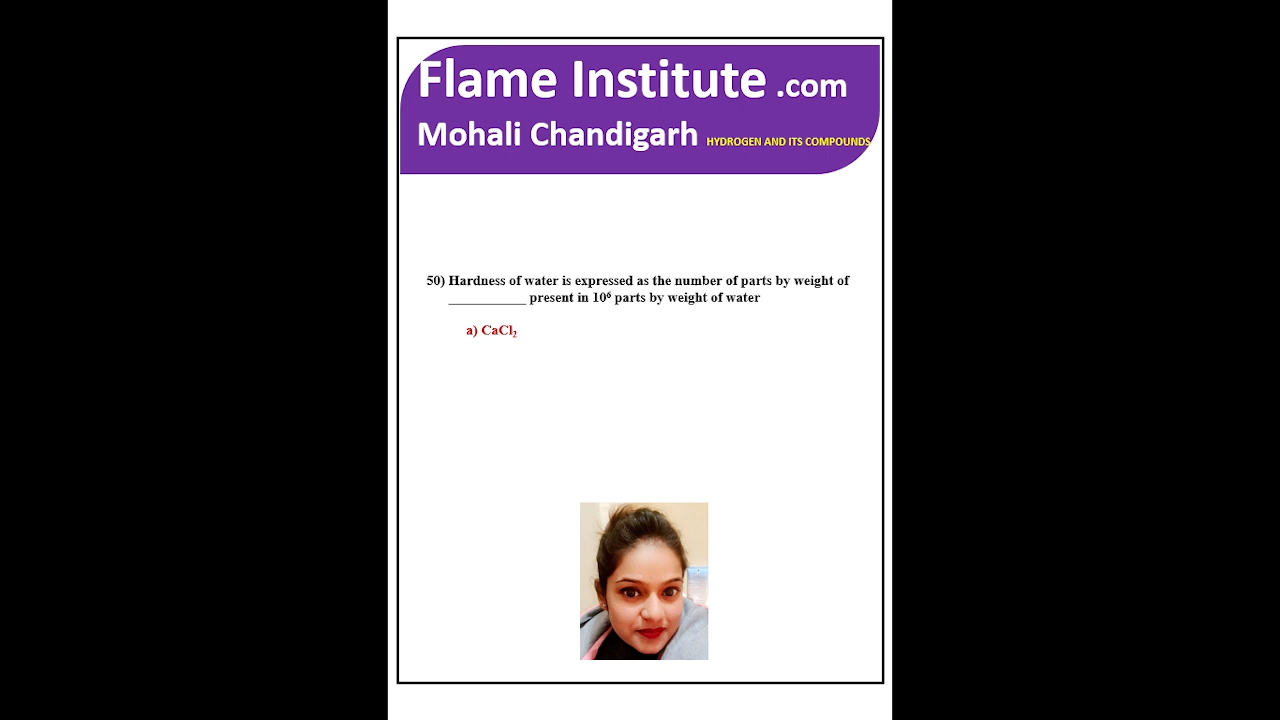 Flame Institute .com
Mohali Chandigarh HYDROGEN AND ITS COMPOUNDS
50) Hardness of water is expressed as the number of parts by weight of
___________ present in 10⁶ parts by weight of water
a) CaCl₂